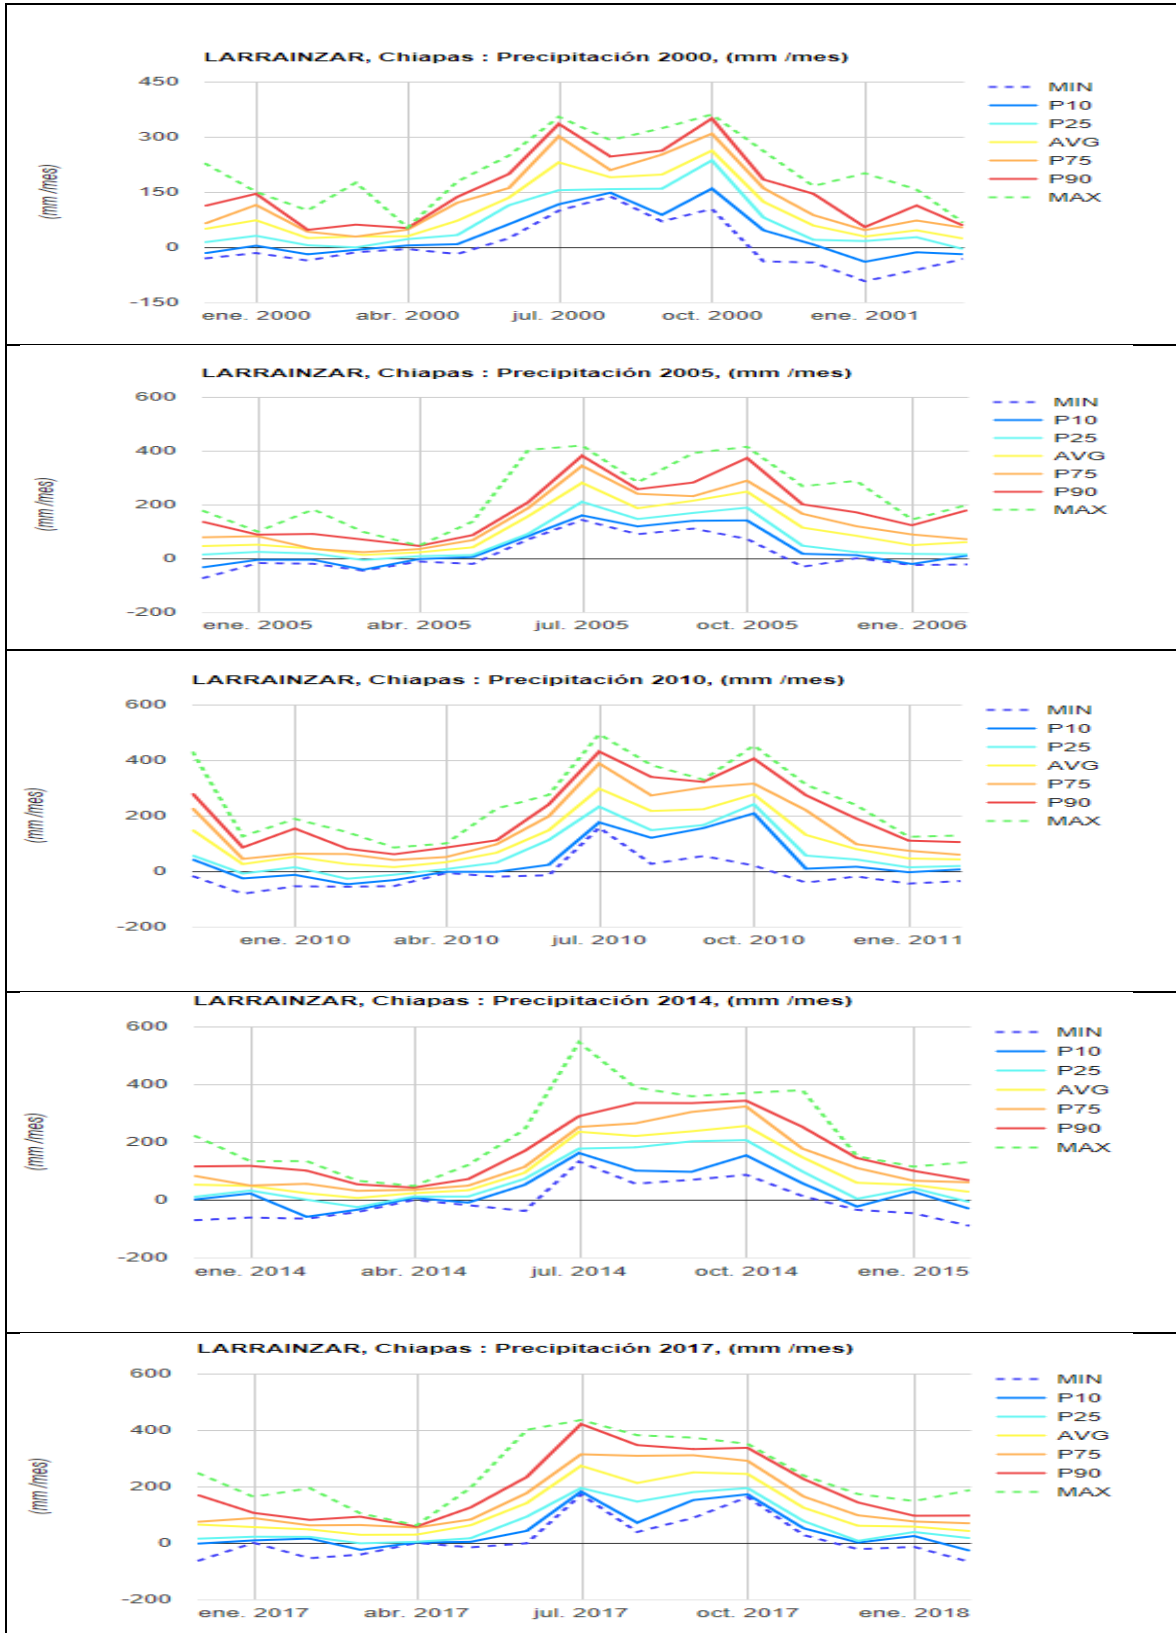 LARRAINZAR, Chiapas : Precipitación 2000, (mm /mes)
450
300
150
0
-150
(mm /mes)
ene. 2000 abr. 2000 jul. 2000 oct. 2000 ene. 2001
MIN
P10
P25
AVG
P75
P90
MAX
LARRAINZAR, Chiapas : Precipitación 2005, (mm /mes)
600
400
200
0
-200
(mm /mes)
ene. 2005 abr. 2005 jul. 2005 oct. 2005 ene. 2006
MIN
P10
P25
AVG
P75
P90
MAX
LARRAINZAR, Chiapas : Precipitación 2010, (mm /mes)
600
400
200
0
-200
(mm /mes)
ene. 2010 abr. 2010 jul. 2010 oct. 2010 ene. 2011
MIN
P10
P25
AVG
P75
P90
MAX
LARRAINZAR, Chiapas : Precipitación 2014, (mm /mes)
600
400
200
0
-200
(mm /mes)
ene. 2014 abr. 2014 jul. 2014 oct. 2014 ene. 2015
MIN
P10
P25
AVG
P75
P90
MAX
LARRAINZAR, Chiapas : Precipitación 2017, (mm /mes)
600
400
200
0
-200
(mm /mes)
ene. 2017 abr. 2017 jul. 2017 oct. 2017 ene. 2018
MIN
P10
P25
AVG
P75
P90
MAX